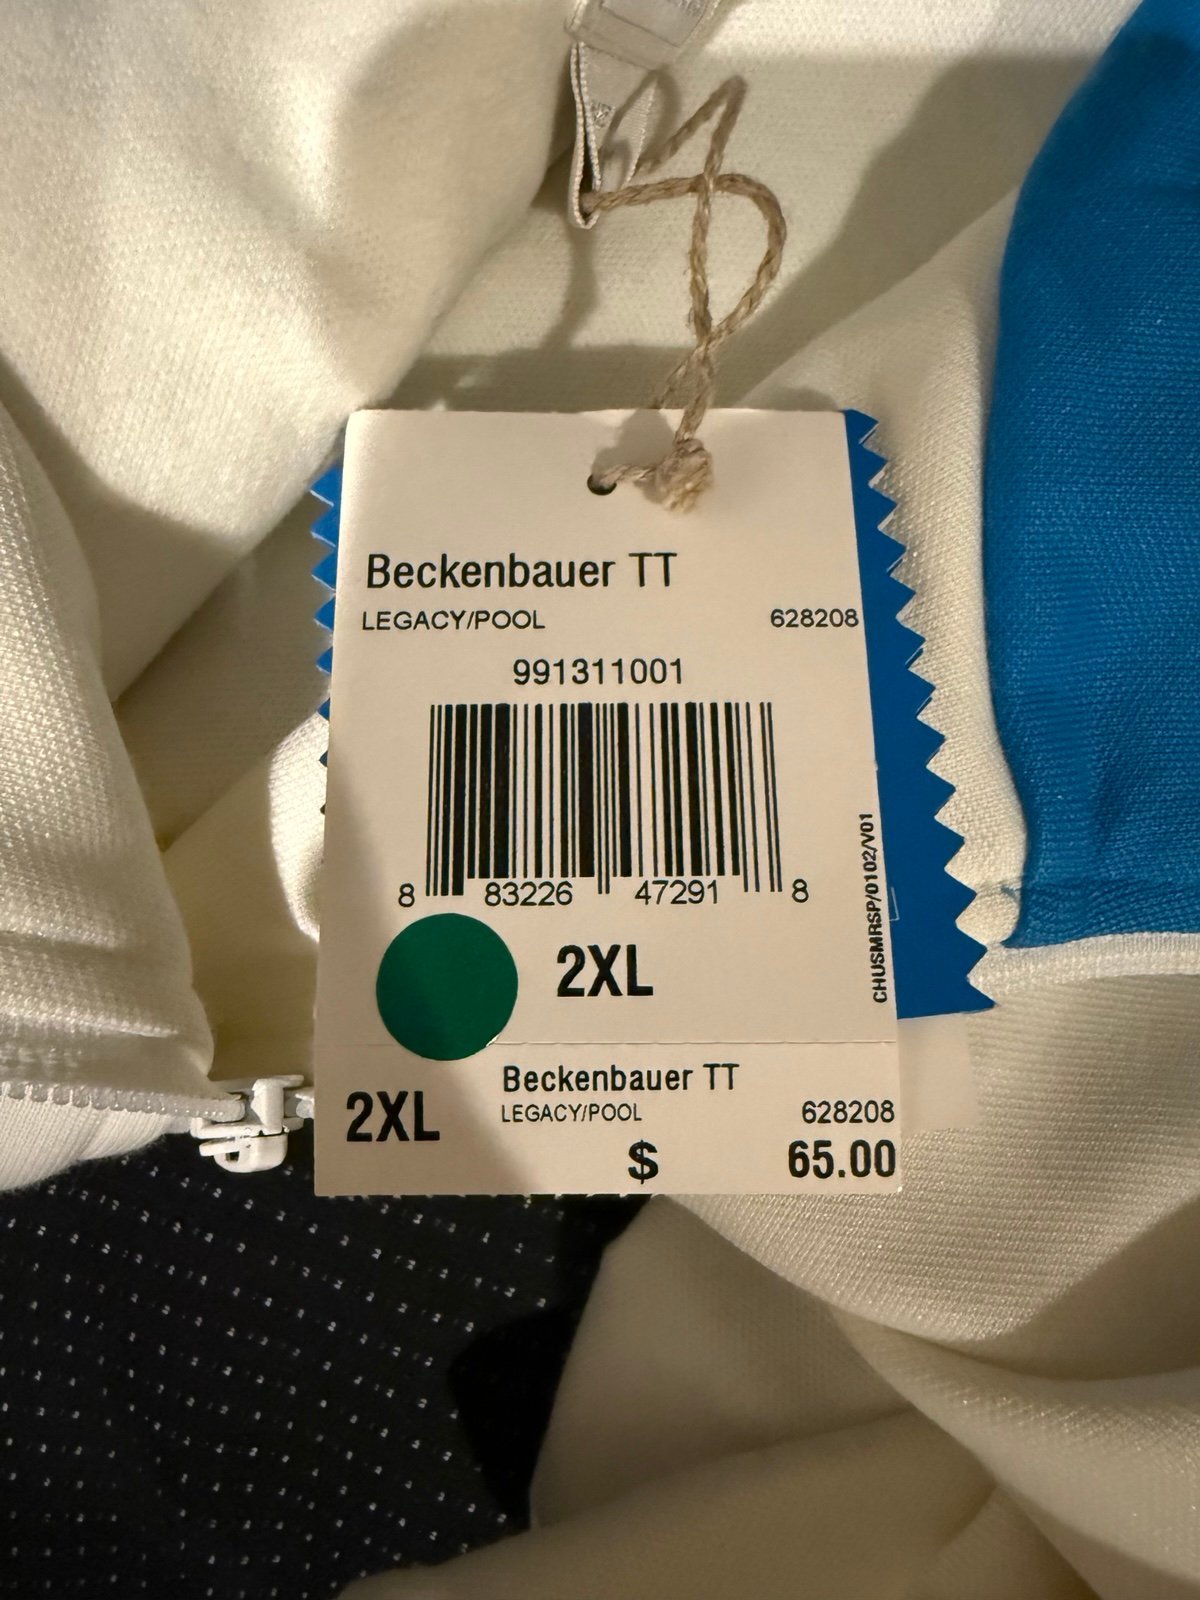 Beckenbauer TT
LEGACY/POOL 628208
991311001
8 83226 47291 8
2XL
CHUSMRSP/0102/V01
2XL
Beckenbauer TT
LEGACY/POOL 628208
$ 65.00